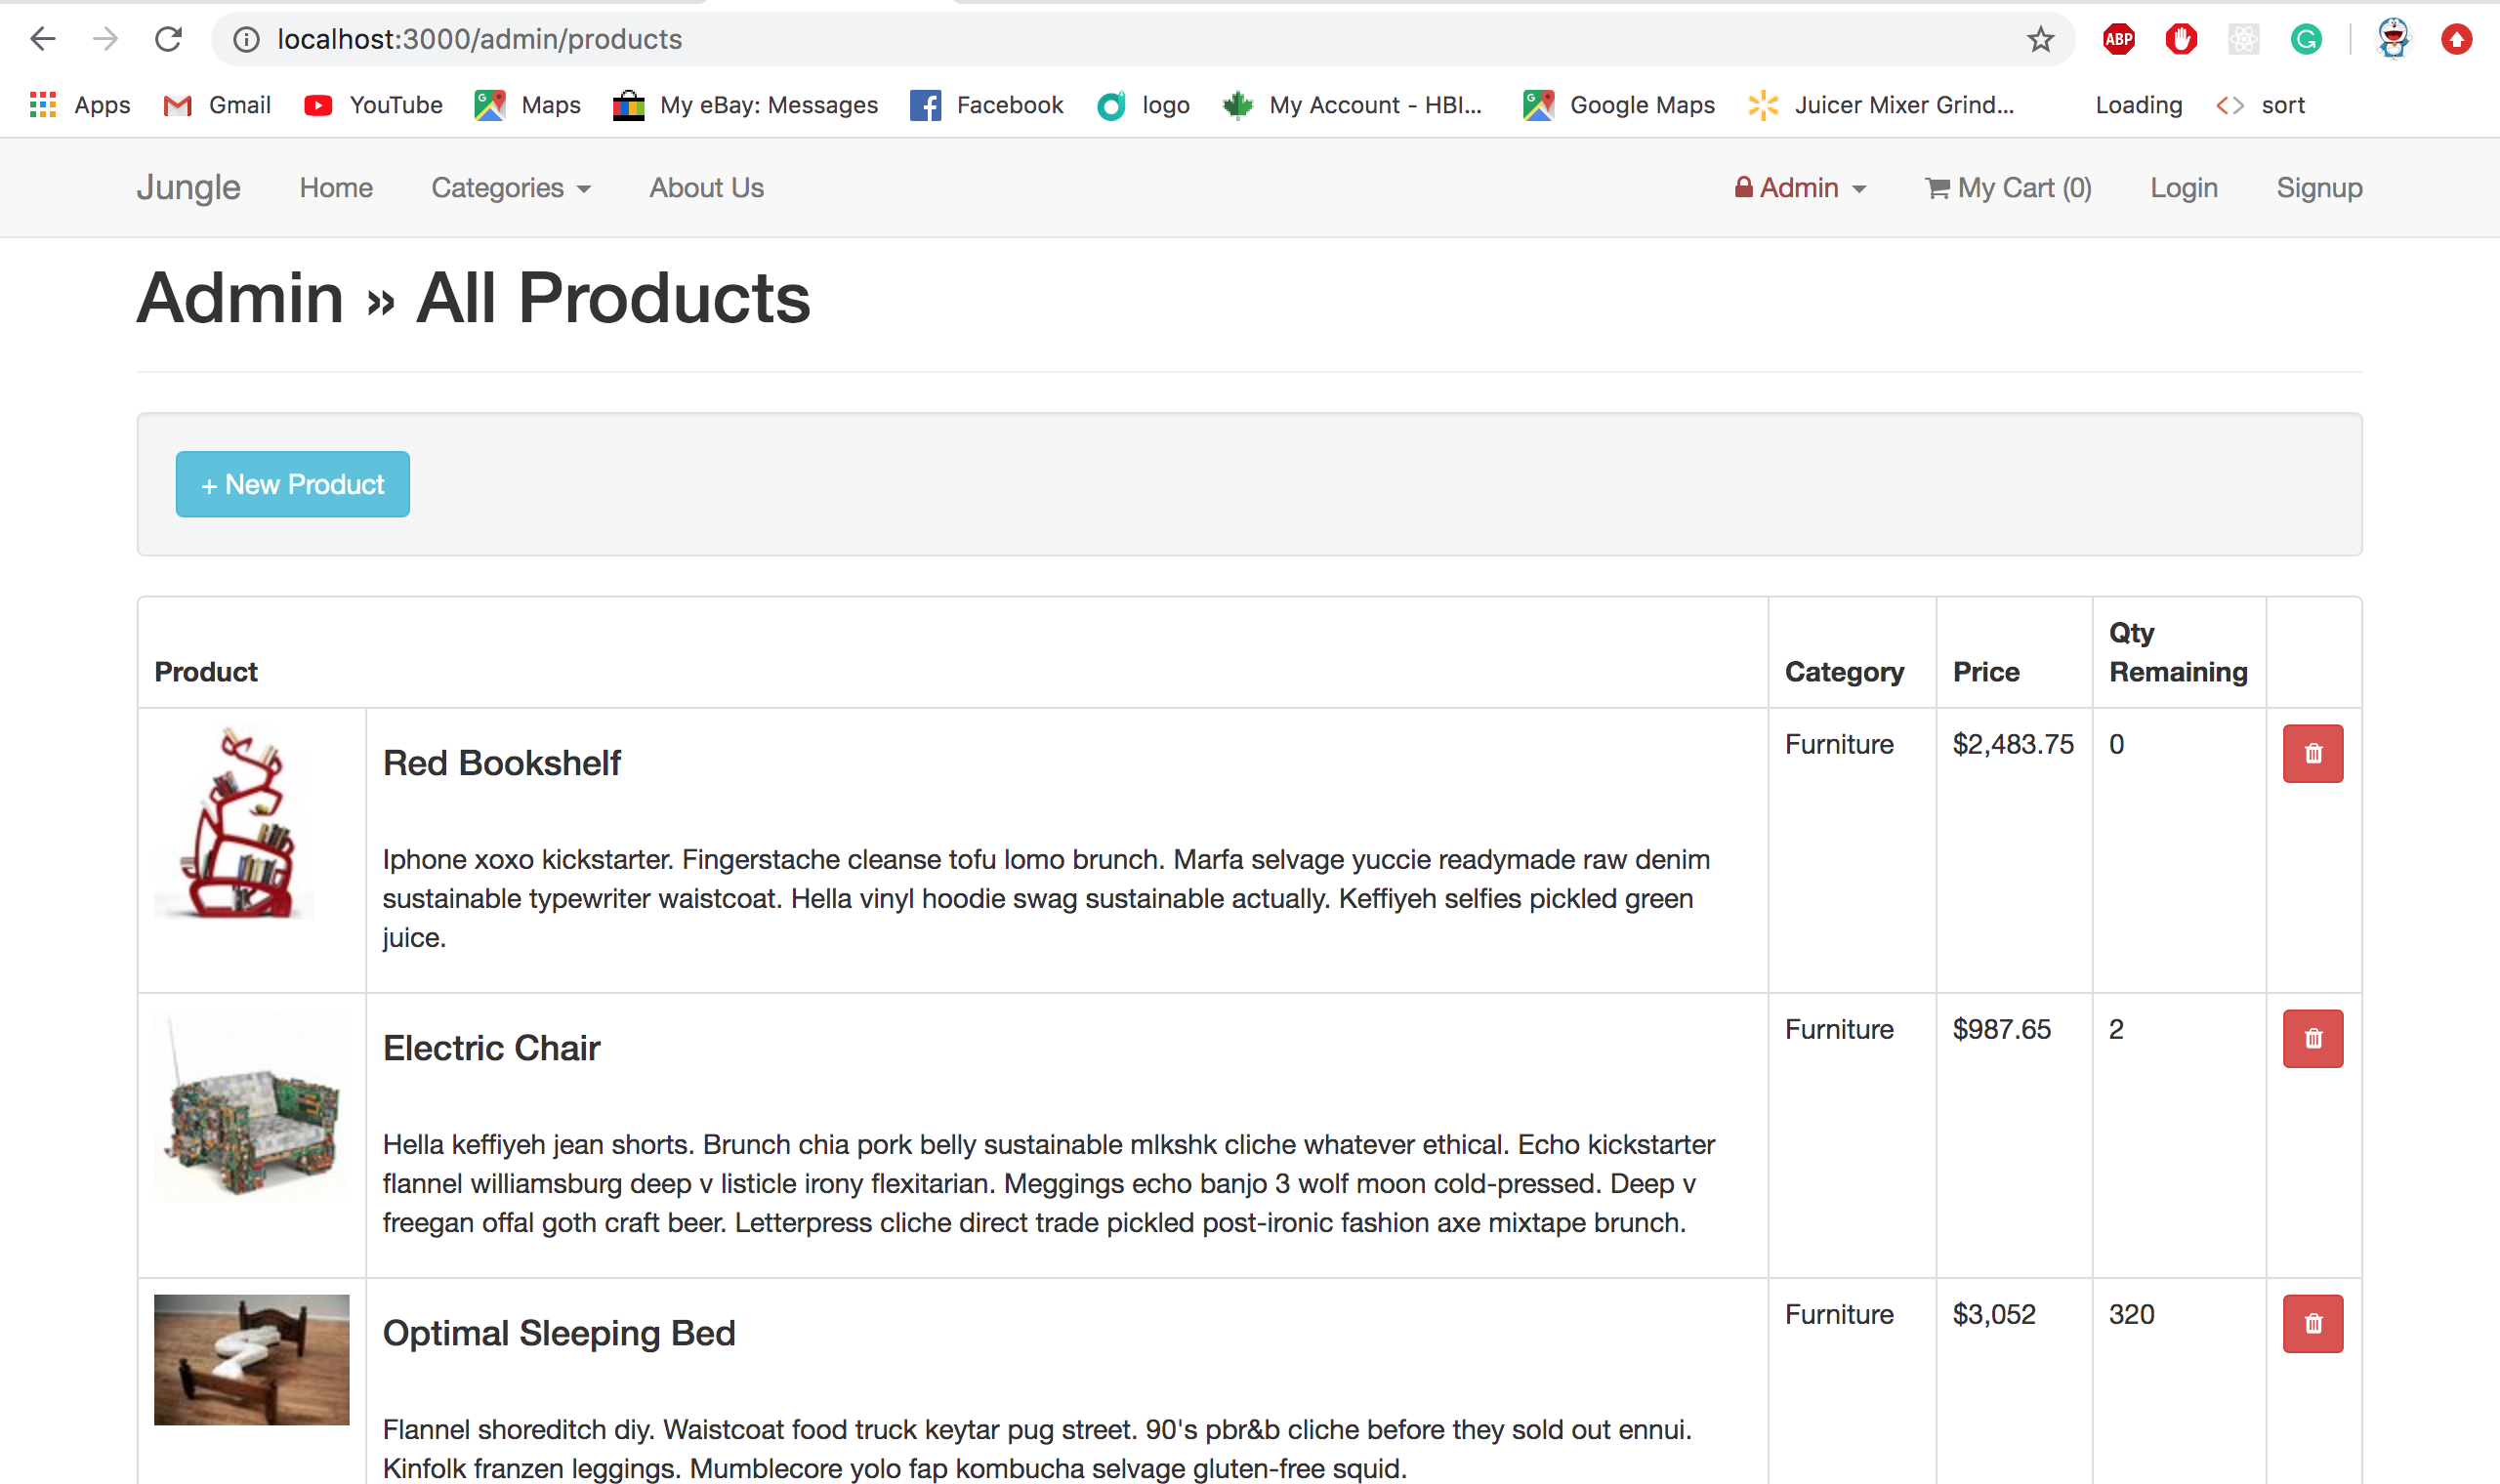 localhost:3000/admin/products
ABP
Apps Gmail YouTube Maps My eBay: Messages Facebook logo My Account - HBI... Google Maps Juicer Mixer Grind... Loading sort
Jungle Home Categories About Us Admin My Cart (0) Login Signup
Admin » All Products
+ New Product
Product Category Price Qty Remaining
Red Bookshelf Furniture $2,483.75 0
Iphone xoxo kickstarter. Fingerstache cleanse tofu lomo brunch. Marfa selvage yuccie readymade raw denim
sustainable typewriter waistcoat. Hella vinyl hoodie swag sustainable actually. Keffiyeh selfies pickled green
juice.
Electric Chair Furniture $987.65 2
Hella keffiyeh jean shorts. Brunch chia pork belly sustainable mlkshk cliche whatever ethical. Echo kickstarter
flannel williamsburg deep v listicle irony flexitarian. Meggings echo banjo 3 wolf moon cold-pressed. Deep v
freegan offal goth craft beer. Letterpress cliche direct trade pickled post-ironic fashion axe mixtape brunch.
Optimal Sleeping Bed Furniture $3,052 320
Flannel shoreditch diy. Waistcoat food truck keytar pug street. 90's pbr&b cliche before they sold out ennui.
Kinfolk franzen leggings. Mumblecore yolo fap kombucha selvage gluten-free squid.